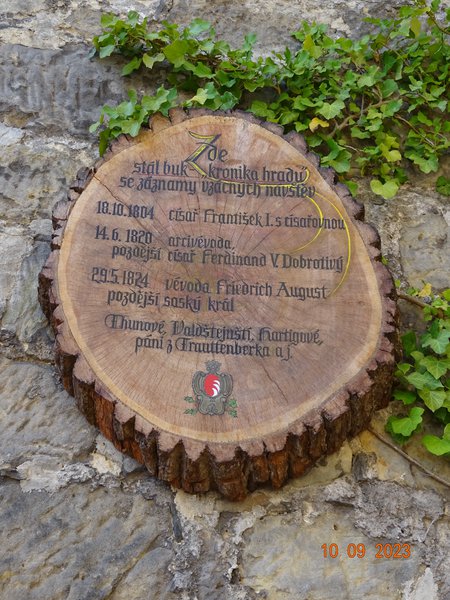 Zde
stál buk - kronika hradu
se záznamy vzácných návštěv
18.10.1804 císař František I. s císařovnou
14.6.1820 arcivévoda,
pozdější císař Ferdinand V. Dobrotivý
29.5.1824 vévoda Friedrich August
pozdější saský král
Thunové, Valdštejnští, Hartigové,
páni z Trauttenberka a j.
10 09 2023